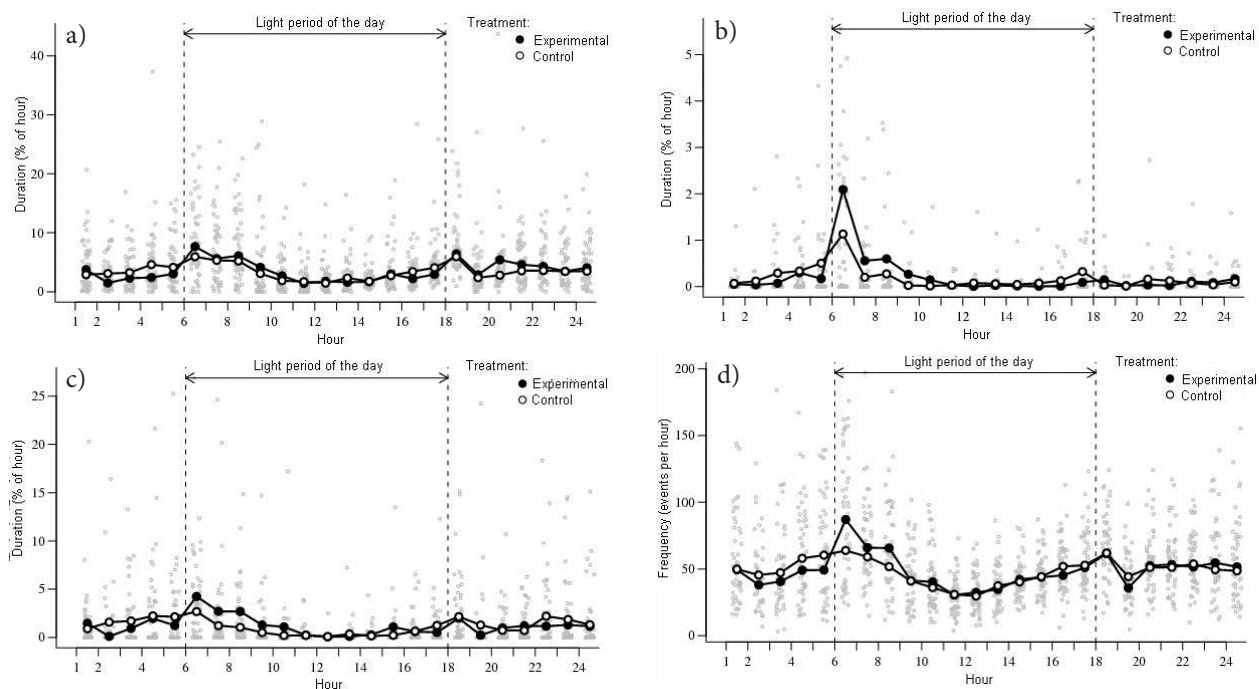 a)
Light period of the day
Treatment:
Experimental
Control
Duration (% of hour)
40
30
20
10
0
1 2 4 6 8 10 12 14 16 18 20 22 24
Hour
b)
Light period of the day
Treatment:
Experimental
Control
Duration (% of hour)
5
4
3
2
1
0
1 2 4 6 8 10 12 14 16 18 20 22 24
Hour
c)
Light period of the day
Treatment:
Experimental
Control
Duration (% of hour)
25
20
15
10
5
0
1 2 4 6 8 10 12 14 16 18 20 22 24
Hour
d)
Light period of the day
Treatment:
Experimental
Control
Frequency (events per hour)
200
150
100
50
0
1 2 4 6 8 10 12 14 16 18 20 22 24
Hour